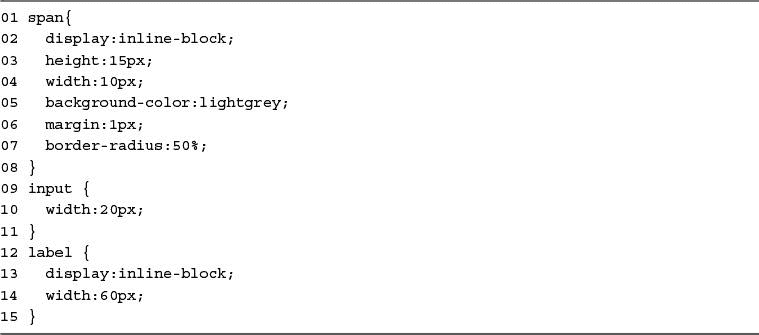 01 span{
02   display:inline-block;
03   height:15px;
04   width:10px;
05   background-color:lightgrey;
06   margin:1px;
07   border-radius:50%;
08 }
09 input {
10   width:20px;
11 }
12 label {
13   display:inline-block;
14   width:60px;
15 }